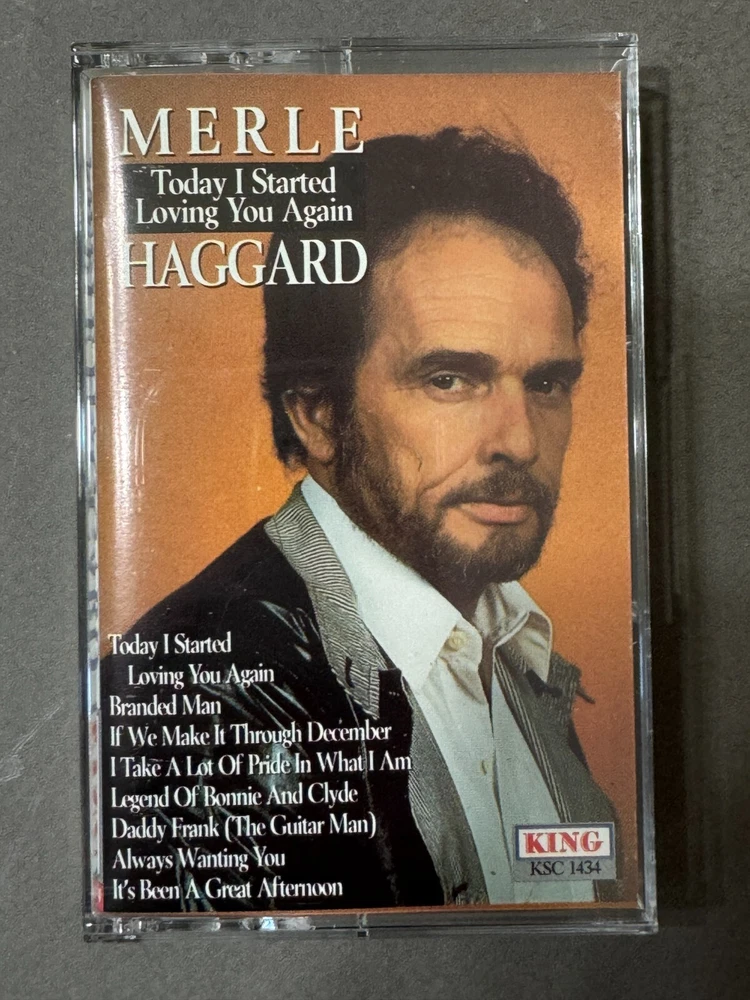 MERLE
Today I Started
Loving You Again
HAGGARD
Today I Started
Loving You Again
Branded Man
If We Make It Through December
I Take A Lot Of Pride In What I Am
Legend Of Bonnie And Clyde
Daddy Frank (The Guitar Man)
Always Wanting You
It's Been A Great Afternoon
KING
KSC 1434